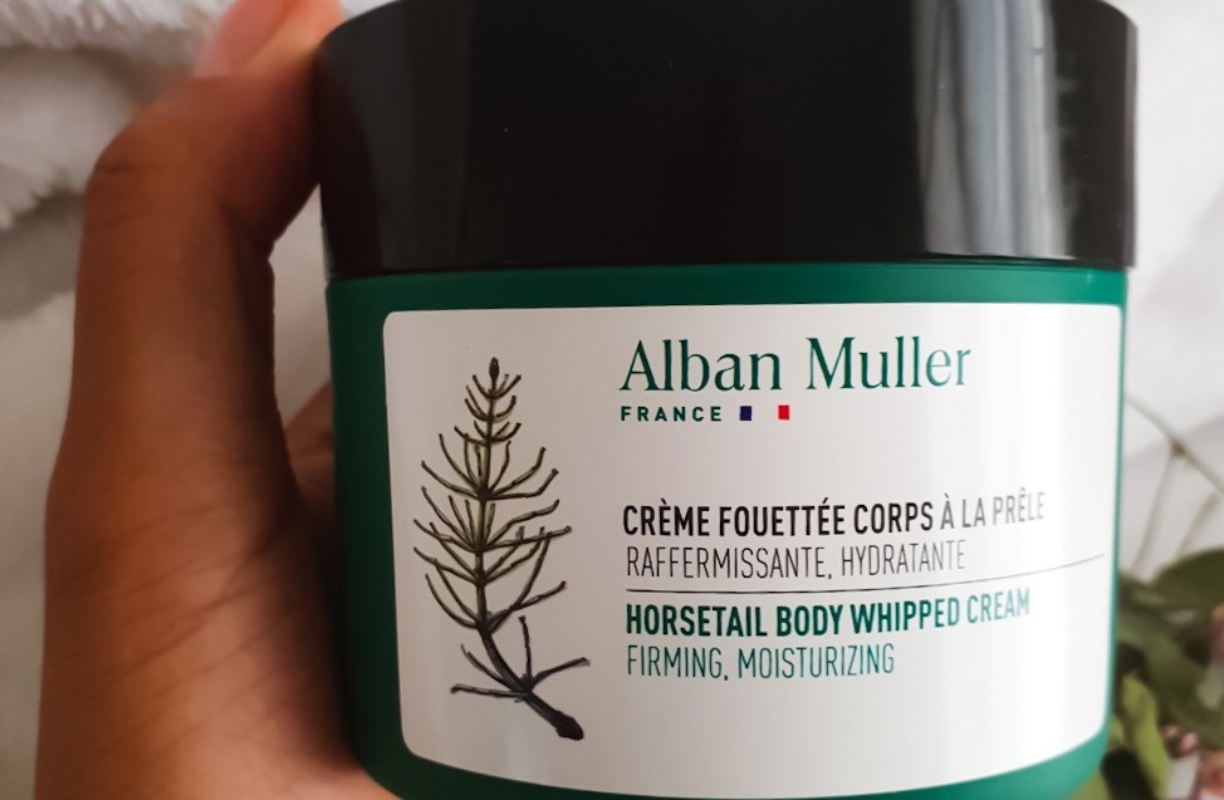 Alban Muller
FRANCE
CRÈME FOUETTÉE CORPS À LA PRÊLE
RAFFERMISSANTE, HYDRATANTE
HORSETAIL BODY WHIPPED CREAM
FIRMING, MOISTURIZING